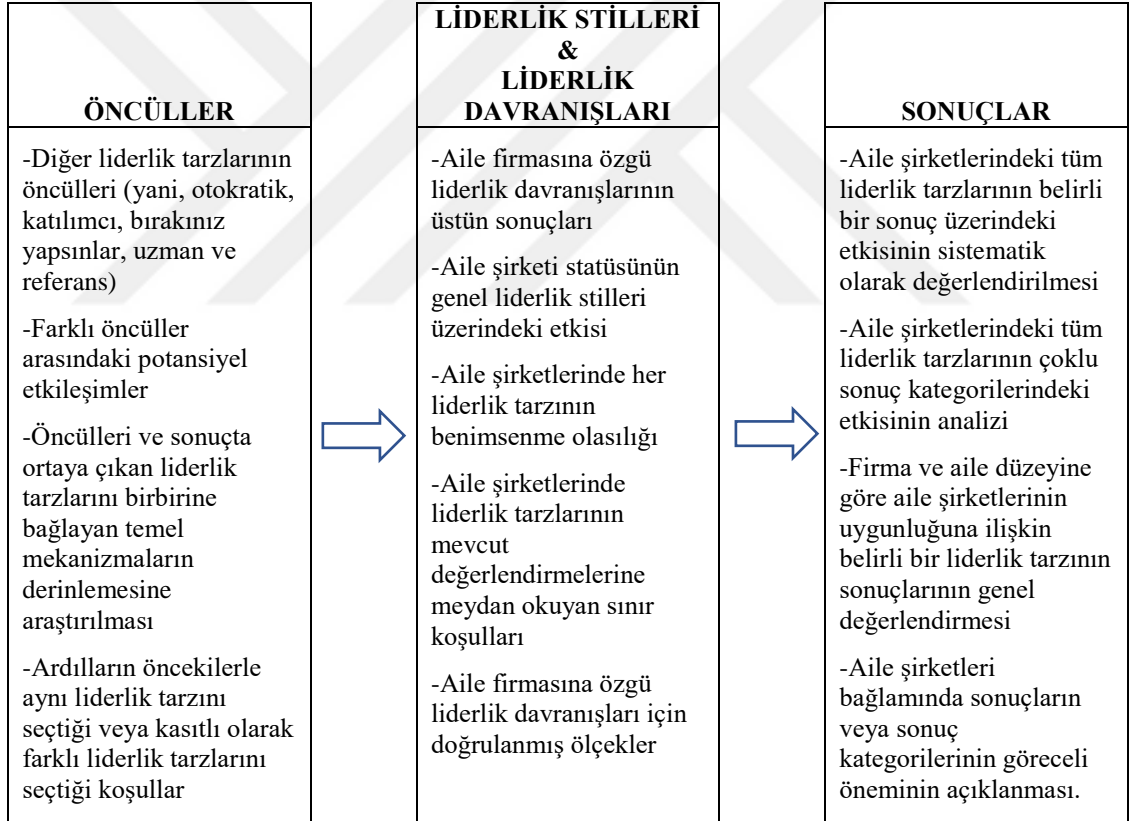 ÖNCÜLLER
-Diğer liderlik tarzlarının
öncülleri (yani, otokratik,
katılımcı, bırakınız
yapsınlar, uzman ve
referans)
-Farklı öncüller
arasındaki potansiyel
etkileşimler
-Öncülleri ve sonuçta
ortaya çıkan liderlik
tarzlarını birbirine
bağlayan temel
mekanizmaların
derinlemesine
araştırılması
-Ardılların öncekilerle
aynı liderlik tarzını
seçtiği veya kasıtlı olarak
farklı liderlik tarzlarını
seçtiği koşullar
LİDERLİK STİLLERİ
&
LİDERLİK
DAVRANIŞLARI
-Aile firmasına özgü
liderlik davranışlarının
üstün sonuçları
-Aile şirketi statüsünün
genel liderlik stilleri
üzerindeki etkisi
-Aile şirketlerinde her
liderlik tarzının
benimsenme olasılığı
-Aile şirketlerinde
liderlik tarzlarının
mevcut
değerlendirmelerine
meydan okuyan sınır
koşulları
-Aile firmasına özgü
liderlik davranışları için
doğrulanmış ölçekler
SONUÇLAR
-Aile şirketlerindeki tüm
liderlik tarzlarının belirli
bir sonuç üzerindeki
etkisinin sistematik
olarak değerlendirilmesi
-Aile şirketlerindeki tüm
liderlik tarzlarının çoklu
sonuç kategorilerindeki
etkisinin analizi
-Firma ve aile düzeyine
göre aile şirketlerinin
uygunluğuna ilişkin
belirli bir liderlik tarzının
sonuçlarının genel
değerlendirmesi
-Aile şirketleri
bağlamında sonuçların
veya sonuç
kategorilerinin göreceli
öneminin açıklanması.